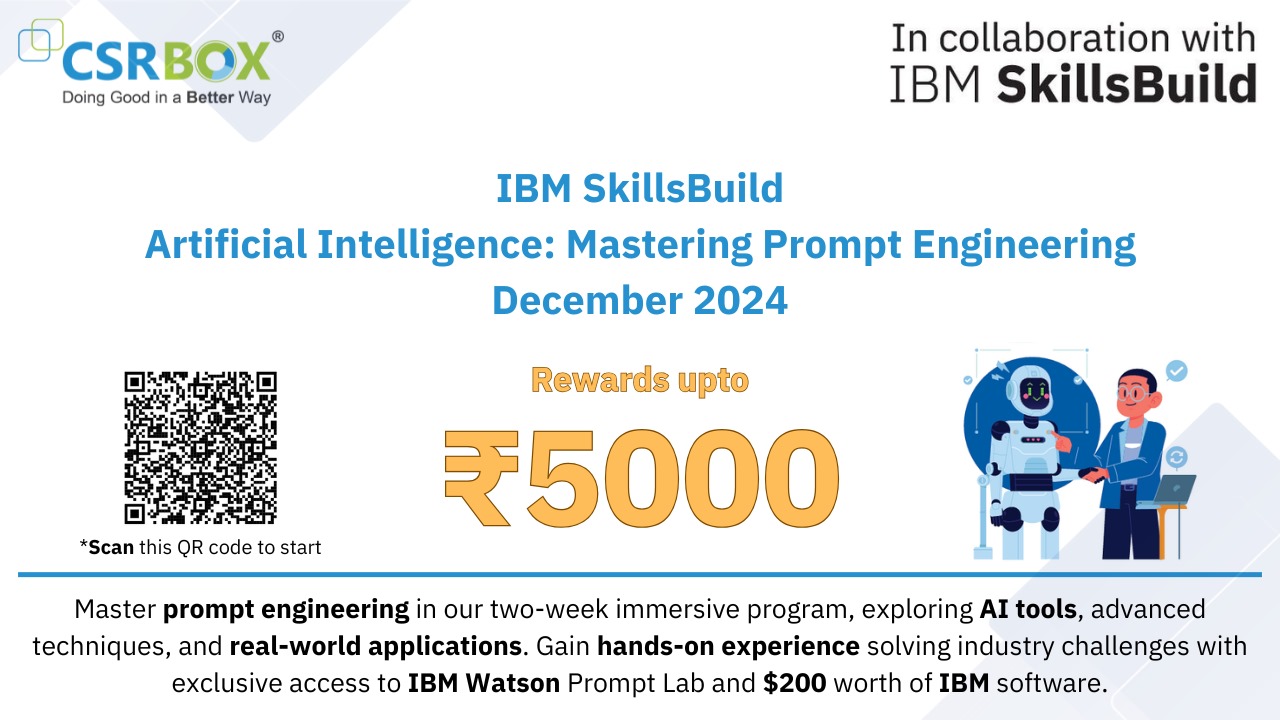 CSRBOX®
Doing Good in a Better Way
In collaboration with
IBM SkillsBuild
IBM SkillsBuild
Artificial Intelligence: Mastering Prompt Engineering
December 2024
Rewards upto
₹5000
*Scan this QR code to start
Master prompt engineering in our two-week immersive program, exploring AI tools, advanced
techniques, and real-world applications. Gain hands-on experience solving industry challenges with
exclusive access to IBM Watson Prompt Lab and $200 worth of IBM software.